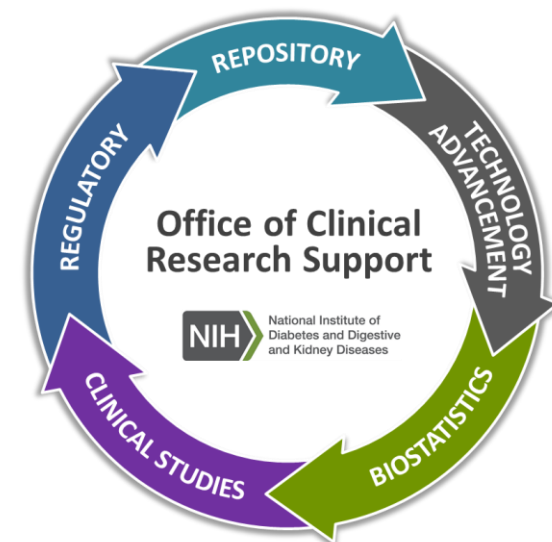 REPOSITORY
TECHNOLOGY
ADVANCEMENT
BIOSTATISTICS
CLINICAL STUDIES
REGULATORY
Office of Clinical
Research Support
NIH
National Institute of
Diabetes and Digestive
and Kidney Diseases